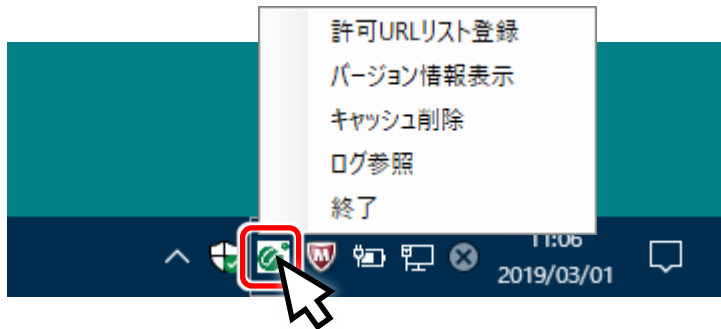 許可URLリスト登録
バージョン情報表示
キャッシュ削除
ログ参照
終了
11:06
2019/03/01